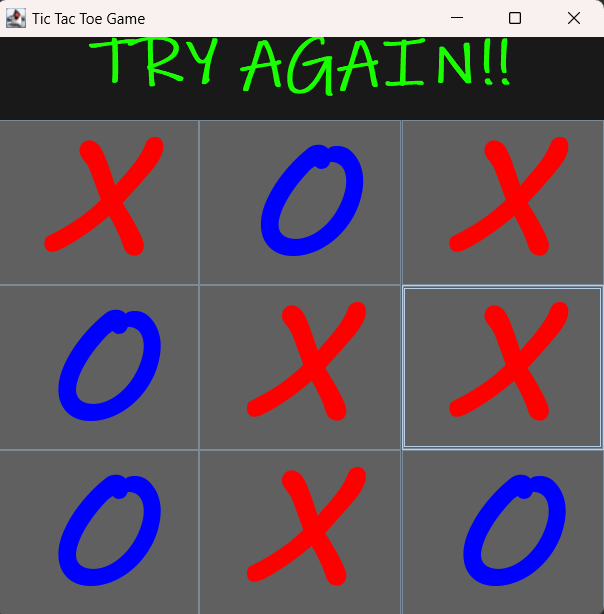 Tic Tac Toe Game
TRY AGAIN!!
X O X
O X X
O X O